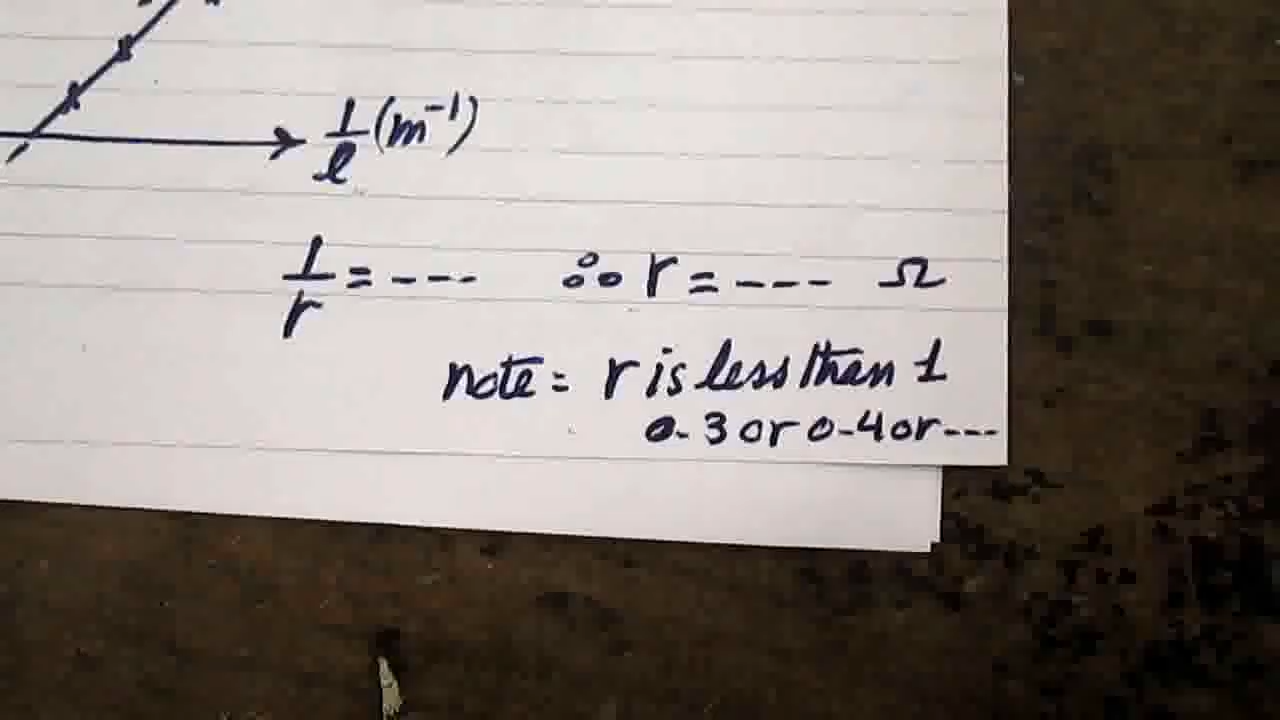 1/l (m⁻¹)
1/r = --- ∴ r = --- Ω
note = r is less than 1
0.3 or 0.4 or ---